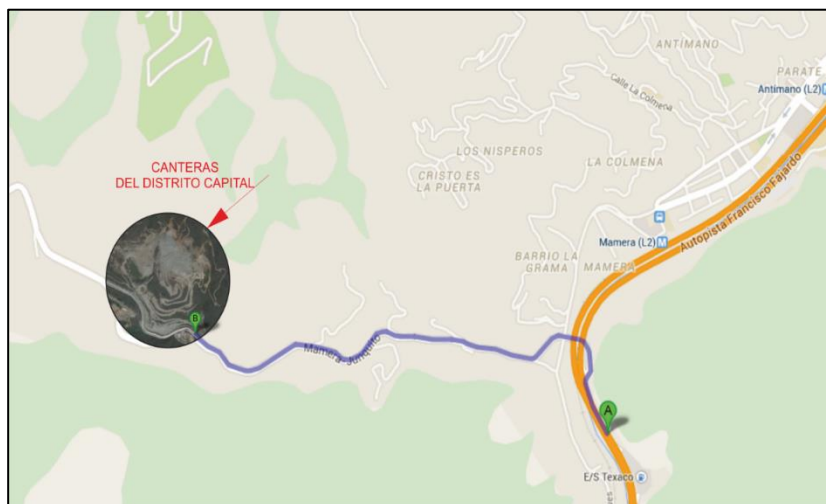 ANTÍMANO
PARATE
Antímano (L2)
Calle La Colmena
LOS NISPEROS
CRISTO ES
LA PUERTA
LA COLMENA
CANTERAS
DEL DISTRITO CAPITAL
Autopista Francisco Fajardo
Mamera (L2) M
BARRIO LA
GRAMA
MAMERA
B
Mamera - Junquito
A
E/S Texaco